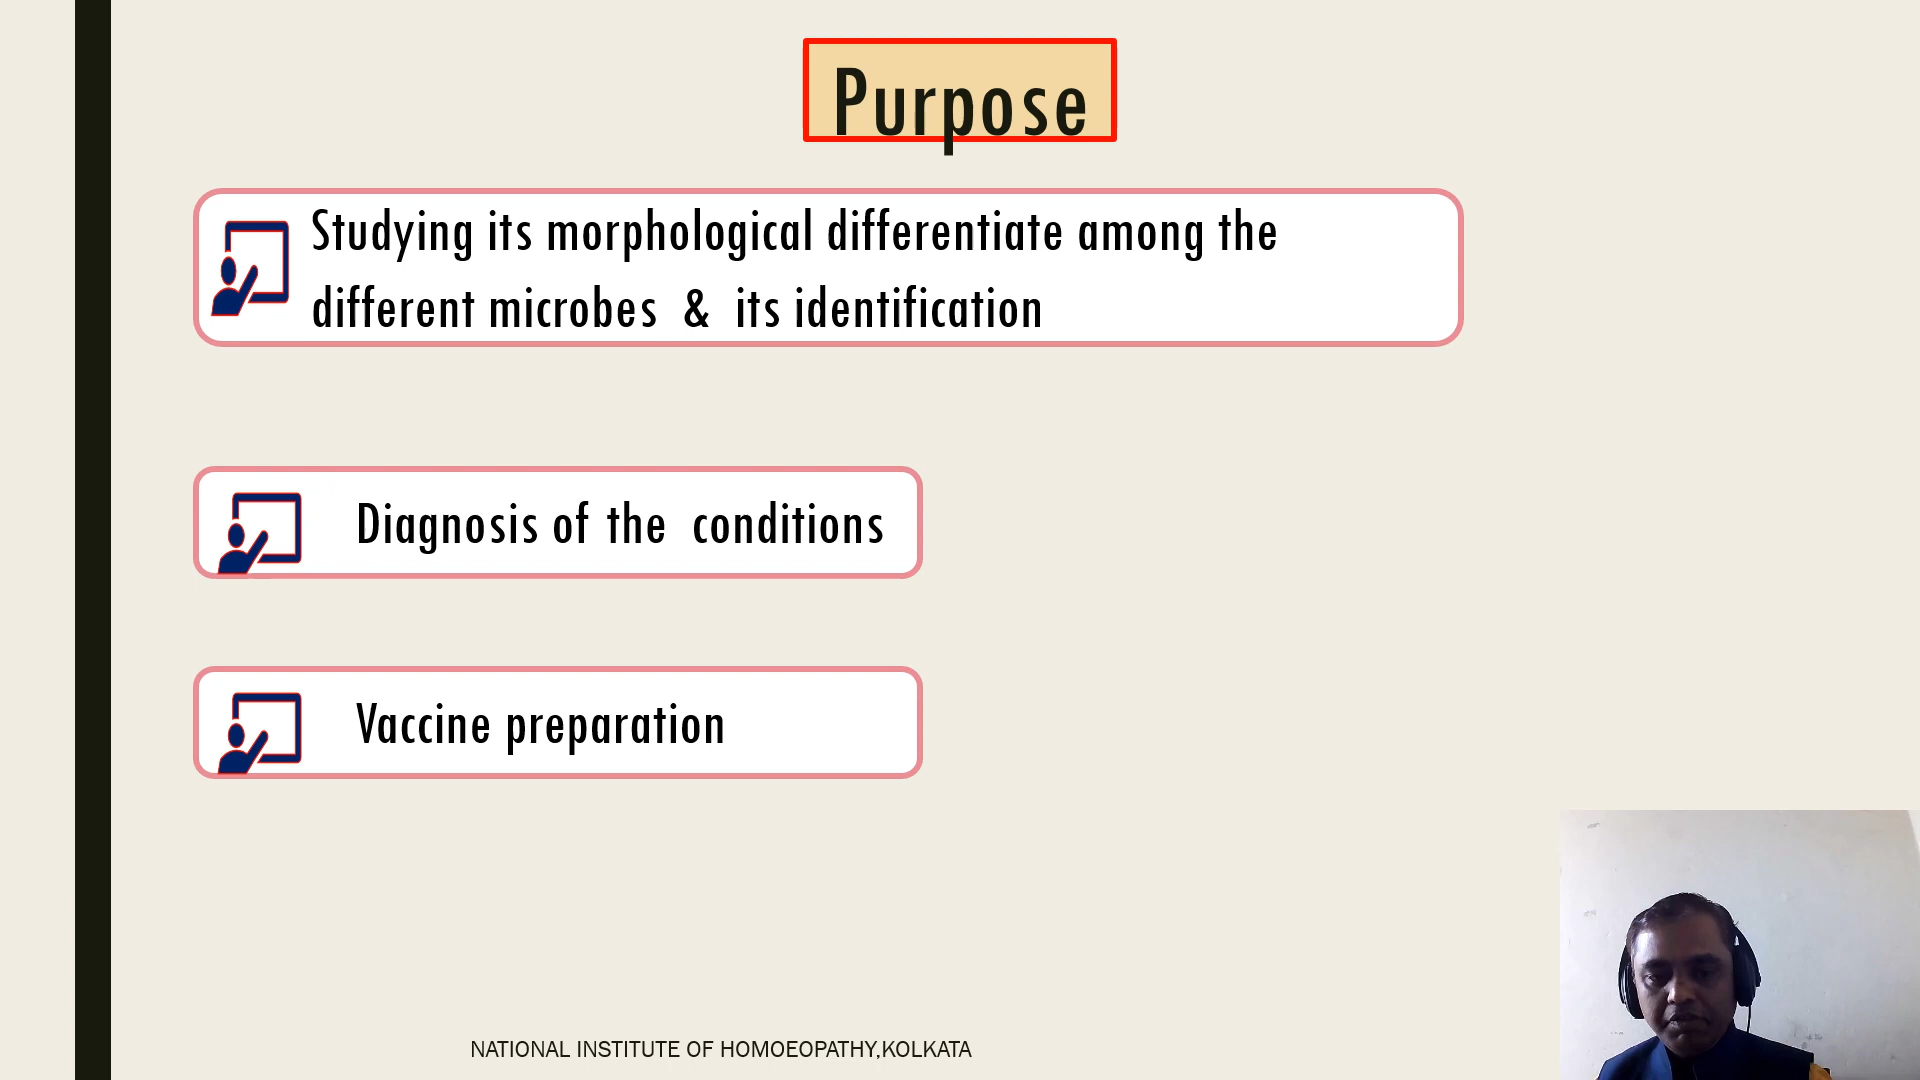 Purpose
Studying its morphological differentiate among the
different microbes & its identification
Diagnosis of the conditions
Vaccine preparation
NATIONAL INSTITUTE OF HOMOEOPATHY,KOLKATA